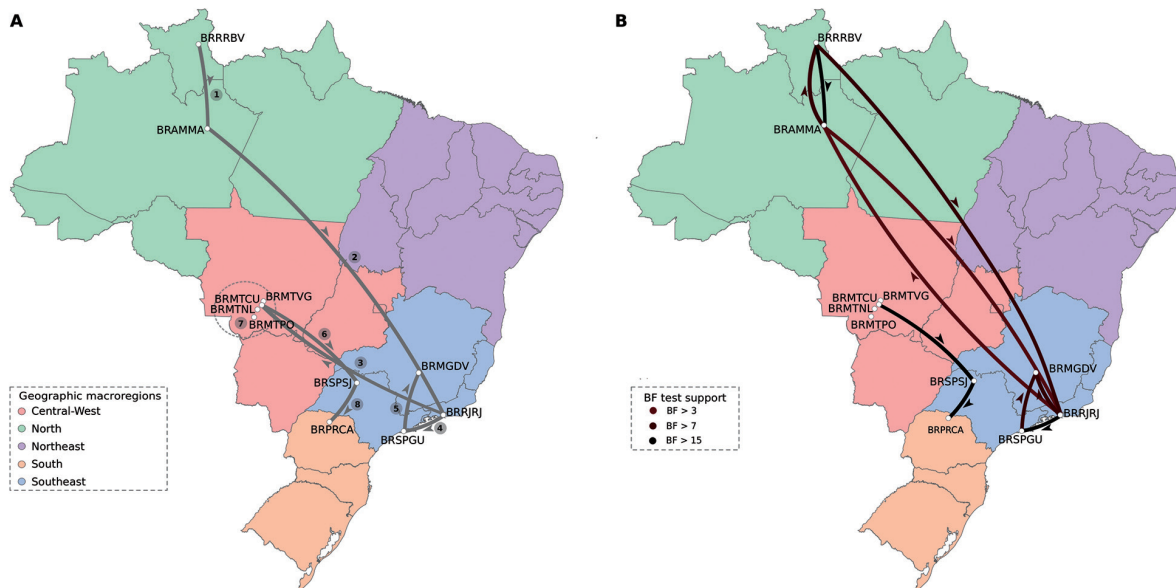 A
BRRRBV
1
BRAMMA
2
BRMTCU
BRMTVG
BRMTNL
BRMTPO
7
6
3
BRMGDV
BRSPSJ
8
5
BRRJRJ
BRPRCA
BRSPGU
4
Geographic macroregions
Central-West
North
Northeast
South
Southeast
B
BRRRBV
BRAMMA
BRMTCU
BRMTVG
BRMTNL
BRMTPO
BRMGDV
BRSPSJ
BRRJRJ
BRPRCA
BRSPGU
BF test support
BF > 3
BF > 7
BF > 15